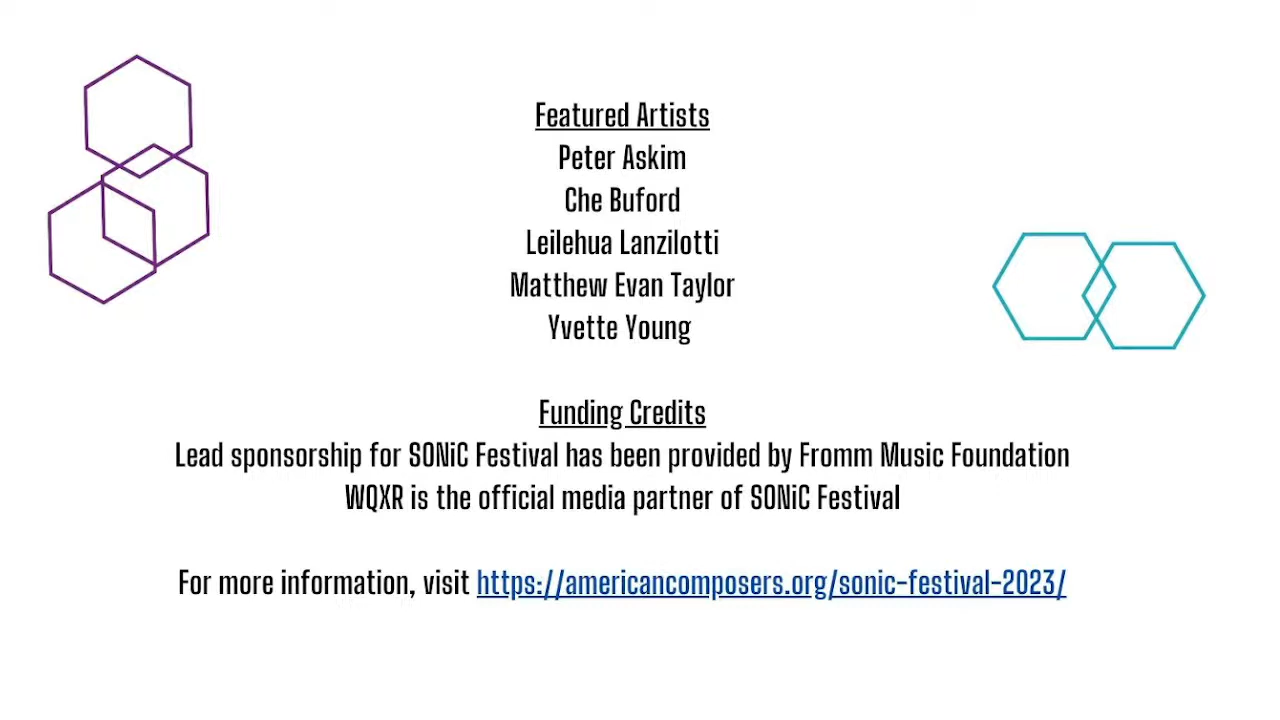 Featured Artists
Peter Askim
Che Buford
Leilehua Lanzilotti
Matthew Evan Taylor
Yvette Young
Funding Credits
Lead sponsorship for SONiC Festival has been provided by Fromm Music Foundation
WQXR is the official media partner of SONiC Festival
For more information, visit https://americancomposers.org/sonic-festival-2023/